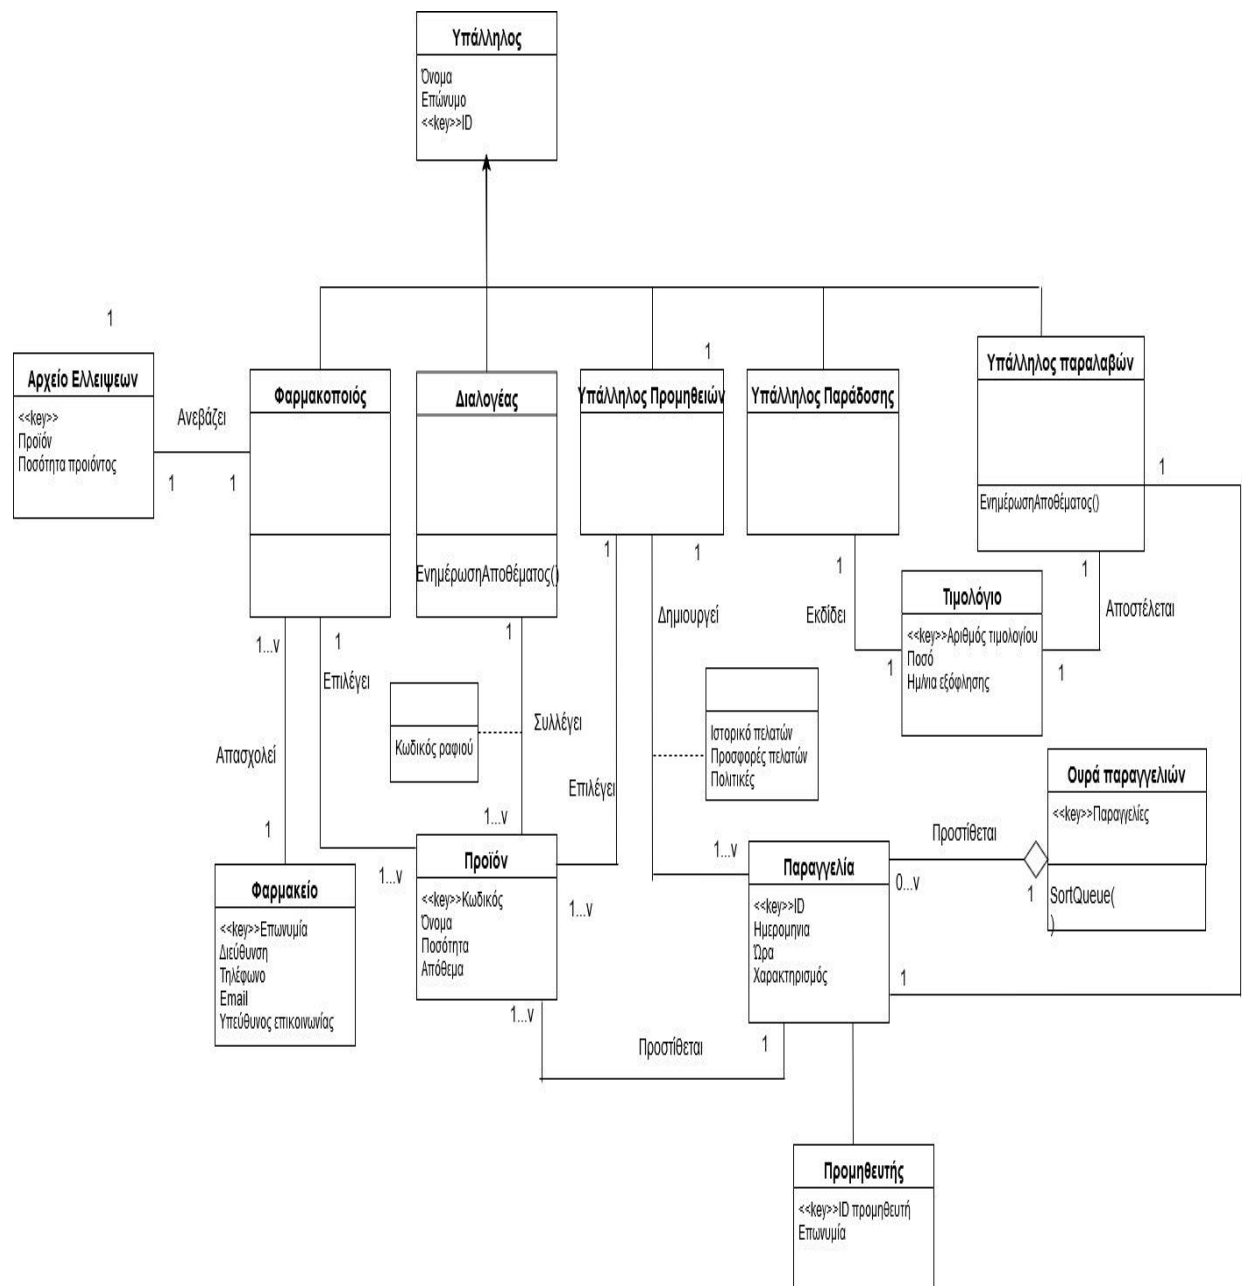 Υπάλληλος
Όνομα
Επώνυμο
<<key>>ID
1
Αρχείο Ελλειψεων
<<key>>
Προϊόν
Ποσότητα προιόντος
Ανεβάζει
1
1
Φαρμακοποιός
Διαλογέας
ΕνημέρωσηΑποθέματος()
1
Υπάλληλος Προμηθειών
Υπάλληλος Παράδοσης
Υπάλληλος παραλαβών
ΕνημέρωσηΑποθέματος()
1
1...ν
1
Επιλέγει
1
Συλλέγει
1
1
Δημιουργεί
1
Εκδίδει
1
Τιμολόγιο
<<key>>Αριθμός τιμολογίου
Ποσό
Ημ/νια εξόφλησης
1
Αποστέλεται
1
Κωδικός ραφιού
Ιστορικό πελατών
Προσφορές πελατών
Πολιτικές
Απασχολεί
1
Επιλέγει
1...ν
Ουρά παραγγελιών
<<key>>Παραγγελίες
SortQueue(
)
Προστίθεται
0...ν
1
Φαρμακείο
<<key>>Επωνυμία
Διεύθυνση
Τηλέφωνο
Email
Υπεύθυνος επικοινωνίας
1...ν
Προϊόν
<<key>>Κωδικός
Όνομα
Ποσότητα
Απόθεμα
1...ν
1...ν
Παραγγελία
<<key>>ID
Ημερομηνια
Ώρα
Χαρακτηρισμός
1
1...ν
Προστίθεται
1
Προμηθευτής
<<key>>ID προμηθευτή
Επωνυμία